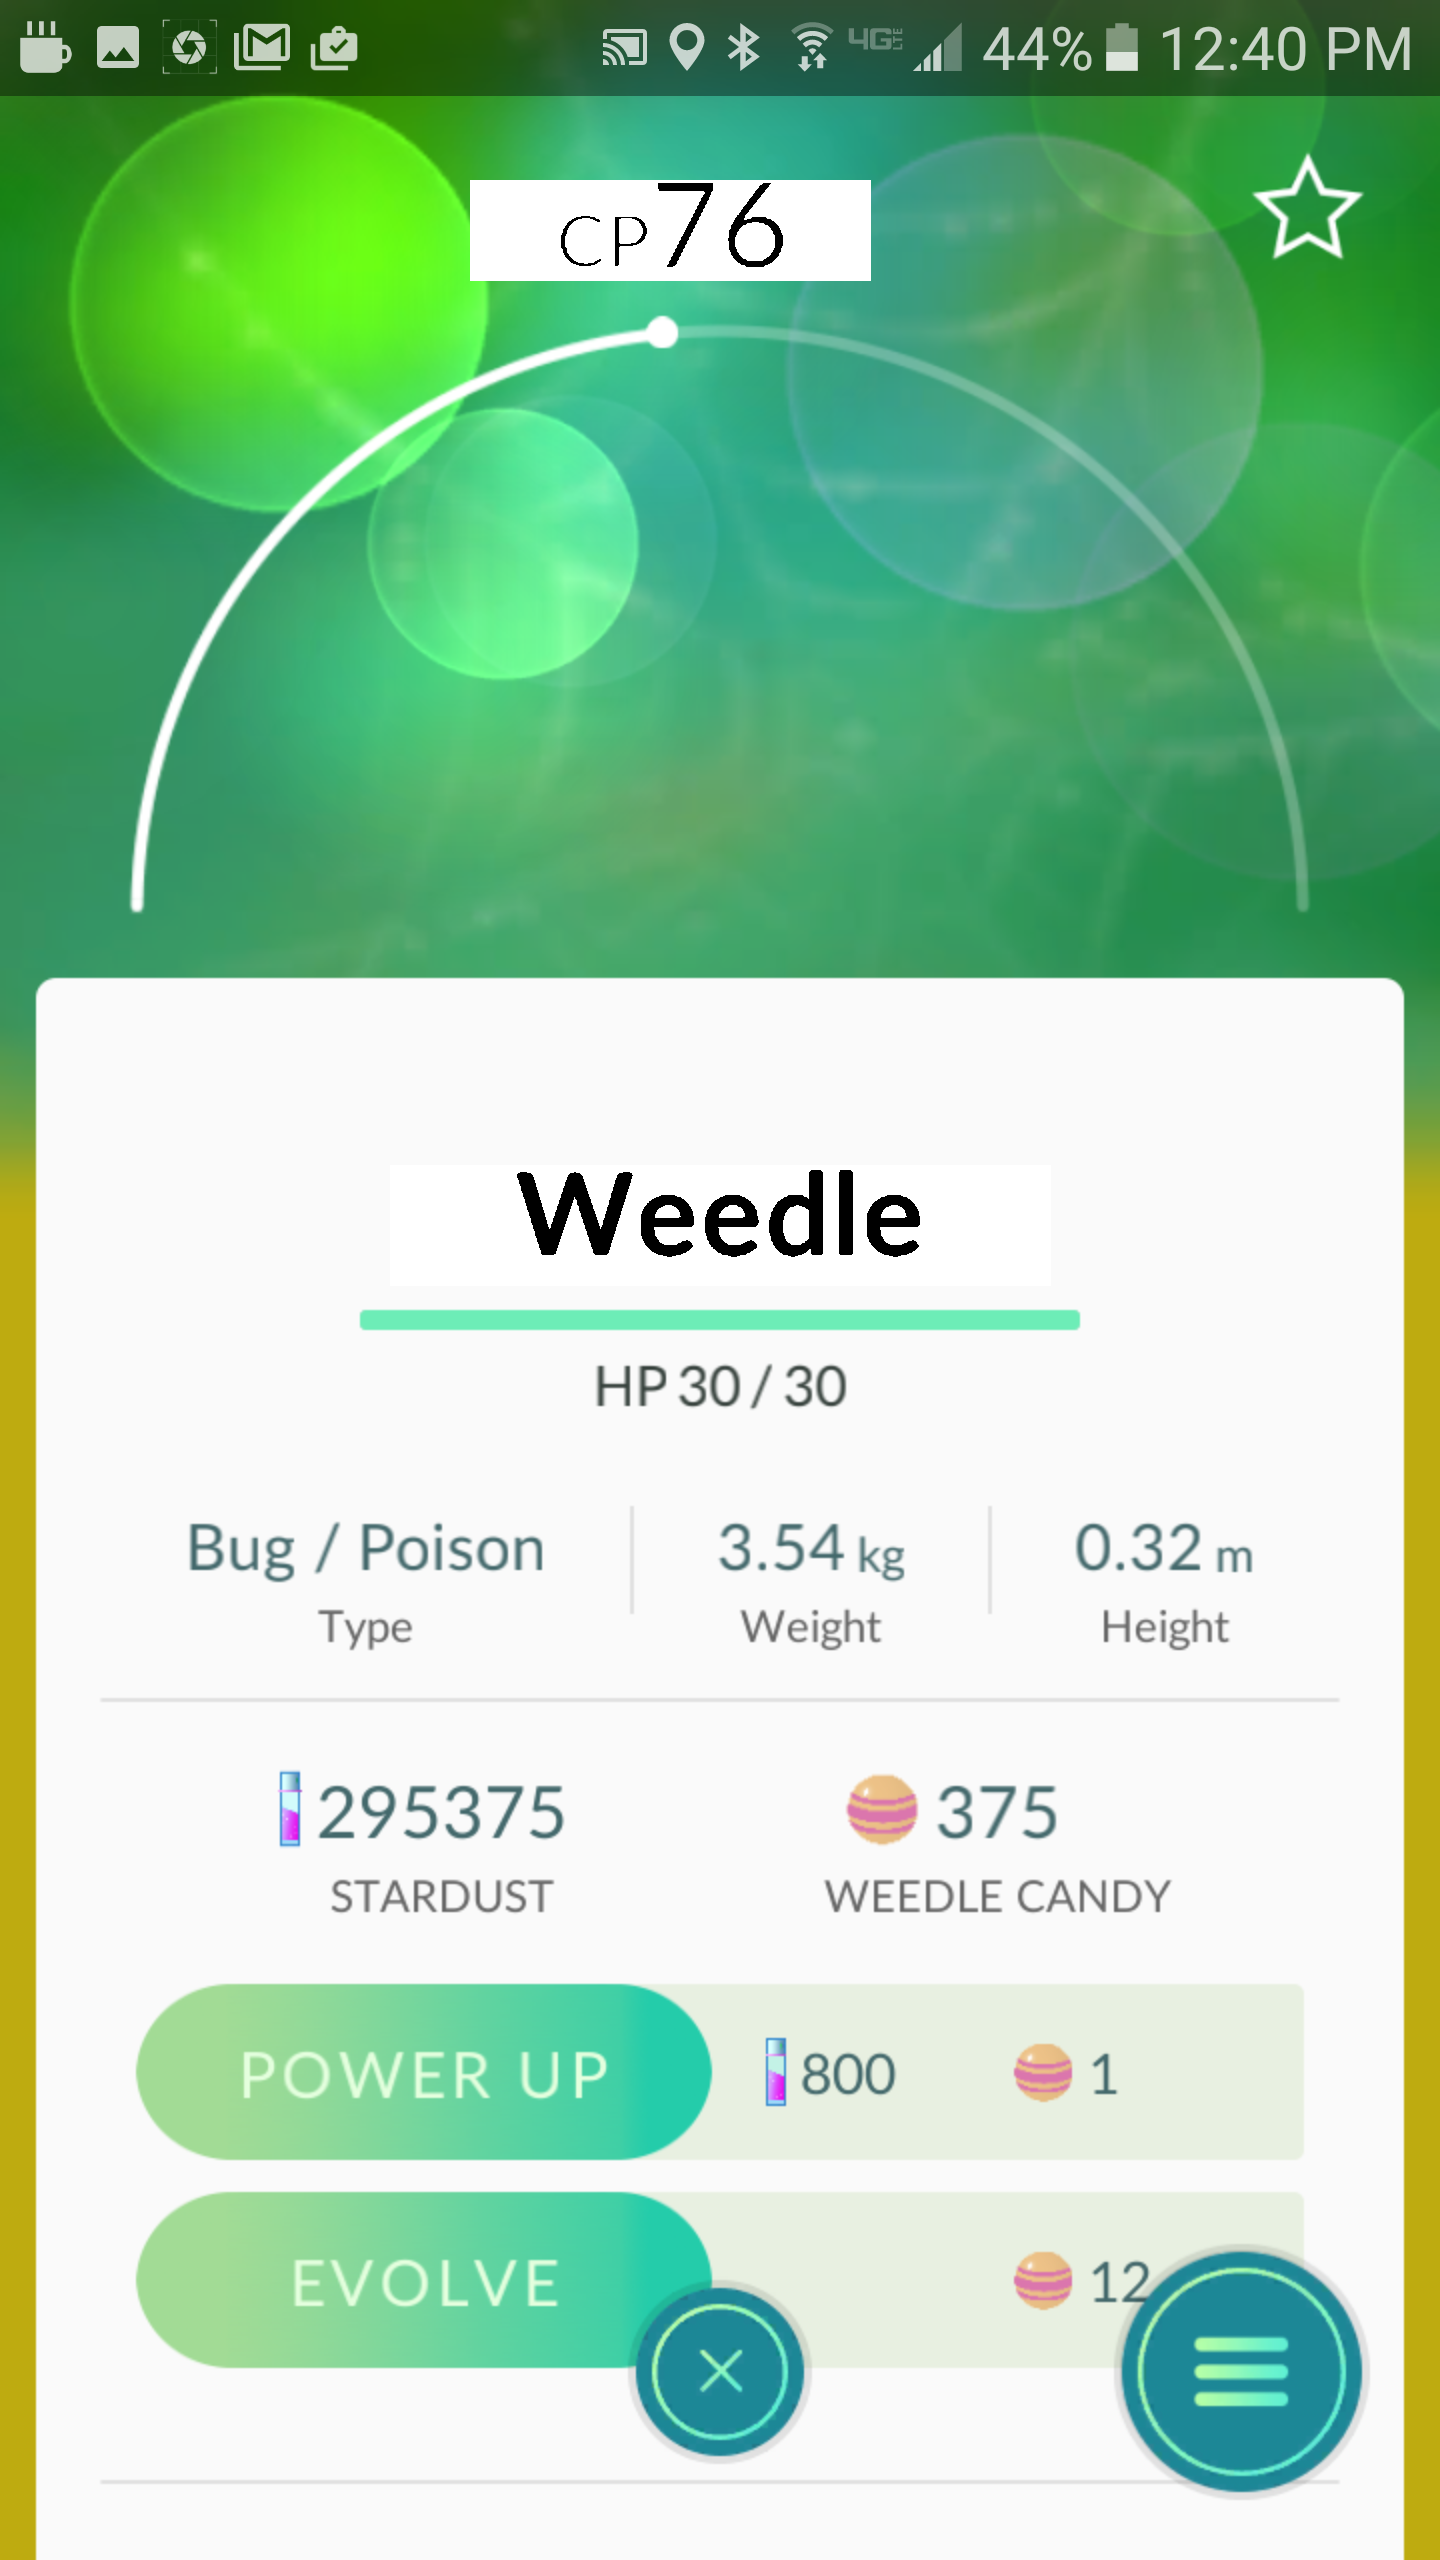 4G LTE 44% 12:40 PM
CP76
Weedle
HP 30 / 30
Bug / Poison 3.54 kg 0.32 m
Type Weight Height
295375 375
STARDUST WEEDLE CANDY
POWER UP 800 1
EVOLVE 12